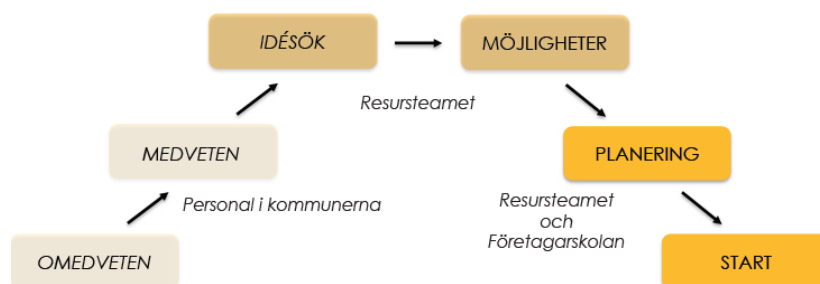 IDÉSÖK
MÖJLIGHETER
Resursteamet
MEDVETEN
PLANERING
Personal i kommunerna
Resursteamet
och
Företagarskolan
OMEDVETEN
START